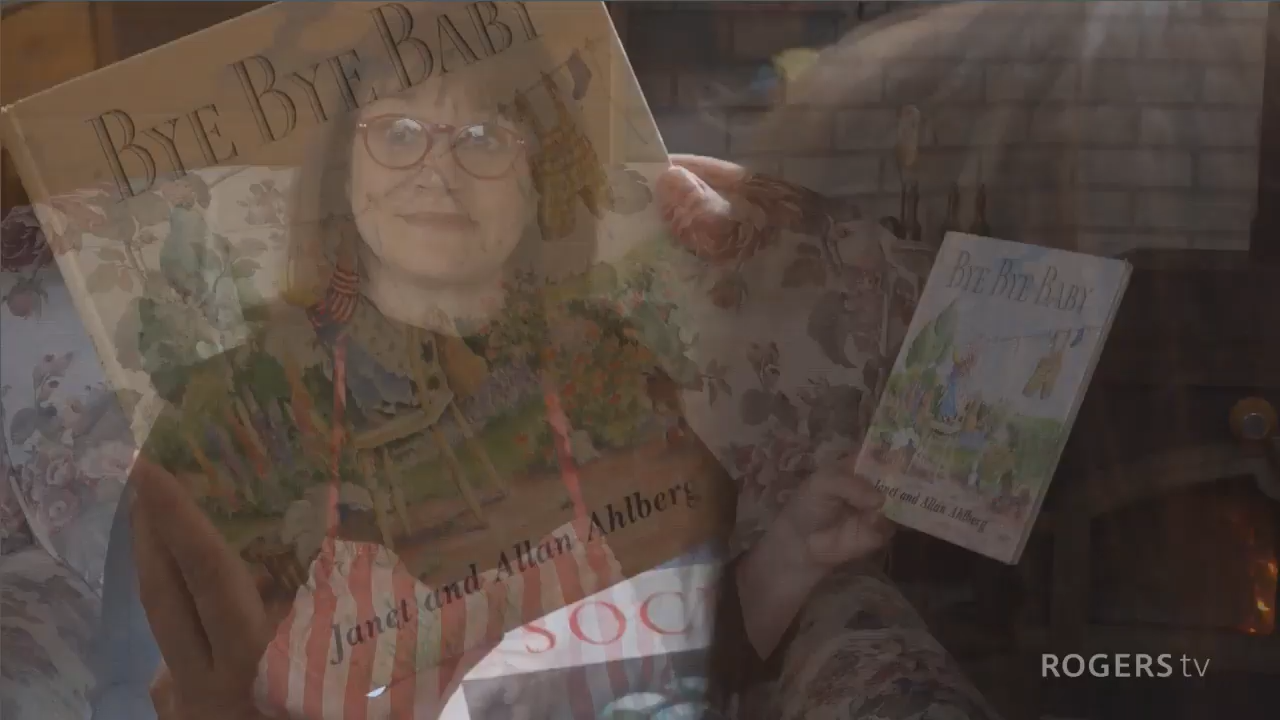 BYE BYE BABY
Janet and Allan Ahlberg
BYE BYE BABY
Janet and Allan Ahlberg
SOC
ROGERS tv